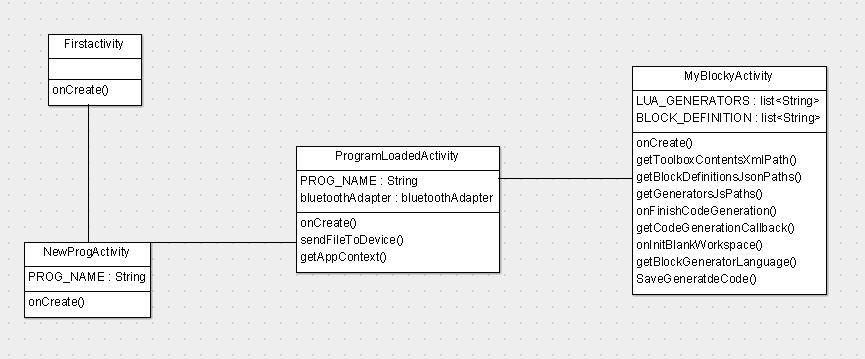 Firstactivity
onCreate()
NewProgActivity
PROG_NAME : String
onCreate()
ProgramLoadedActivity
PROG_NAME : String
bluetoothAdapter : bluetoothAdapter
onCreate()
sendFileToDevice()
getAppContext()
MyBlockyActivity
LUA_GENERATORS : list<String>
BLOCK_DEFINITION : list<String>
onCreate()
getToolboxContentsXmlPath()
getBlockDefinitionsJsonPaths()
getGeneratorsJsPaths()
onFinishCodeGeneration()
getCodeGenerationCallback()
onInitBlankWorkspace()
getBlockGeneratorLanguage()
SaveGeneratdeCode()